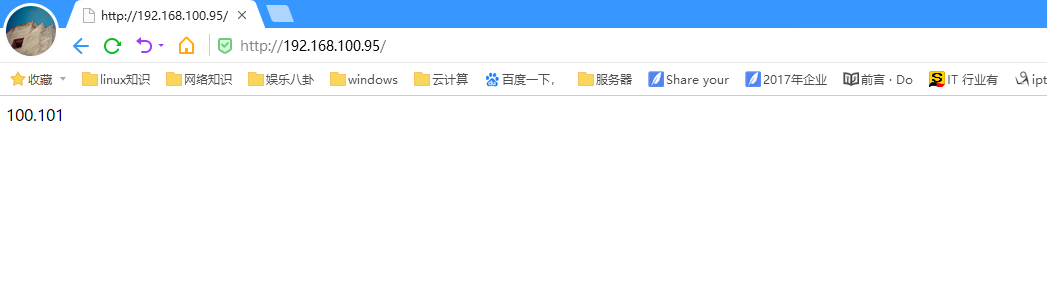 http://192.168.100.95/
http://192.168.100.95/
收藏 linux知识 网络知识 娱乐八卦 windows 云计算 百度一下, 服务器 Share your 2017年企业 前言 · Do IT 行业有 ipt
100.101